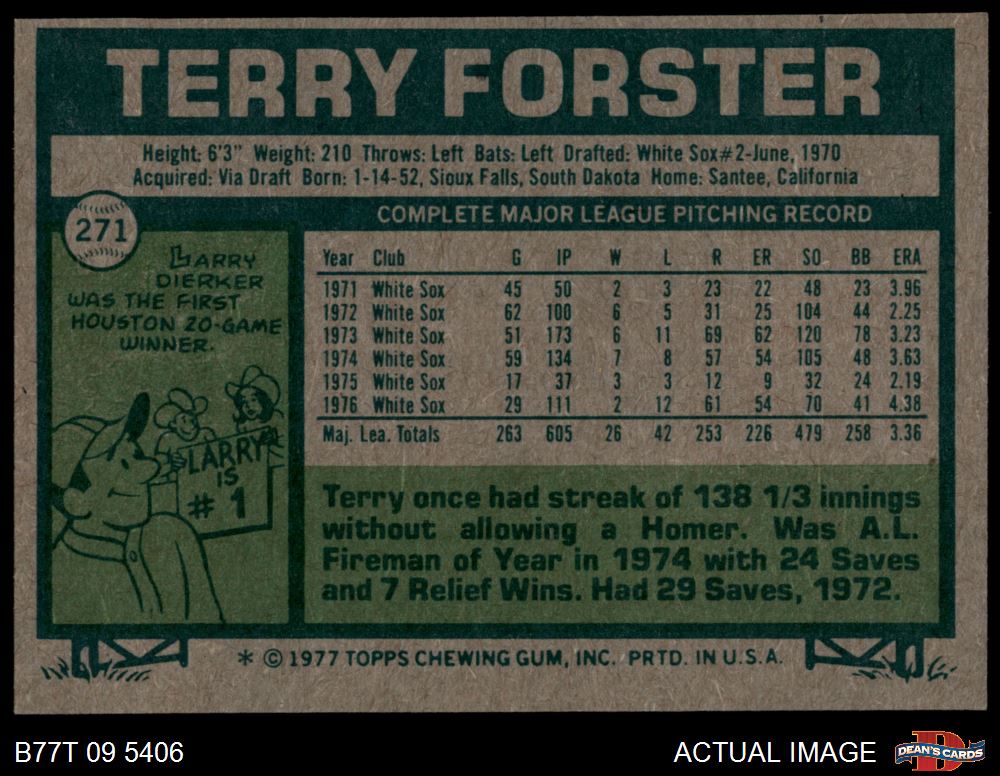 TERRY FORSTER
Height: 6'3" Weight: 210 Throws: Left Bats: Left Drafted: White Sox#2-June, 1970
Acquired: Via Draft Born: 1-14-52, Sioux Falls, South Dakota Home: Santee, California
271
LARRY
DIERKER
WAS THE FIRST
HOUSTON 20-GAME
WINNER.
LARRY
IS
# 1
COMPLETE MAJOR LEAGUE PITCHING RECORD
Year Club G IP W L R ER SO BB ERA
1971 White Sox 45 50 2 3 23 22 48 23 3.96
1972 White Sox 62 100 6 5 31 25 104 44 2.25
1973 White Sox 51 173 6 11 69 62 120 78 3.23
1974 White Sox 59 134 7 8 57 54 105 48 3.63
1975 White Sox 17 37 3 3 12 9 32 24 2.19
1976 White Sox 29 111 2 12 61 54 70 41 4.38
Maj. Lea. Totals 263 605 26 42 253 226 479 258 3.36
Terry once had streak of 138 1/3 innings
without allowing a Homer. Was A.L.
Fireman of Year in 1974 with 24 Saves
and 7 Relief Wins. Had 29 Saves, 1972.
* © 1977 TOPPS CHEWING GUM, INC. PRTD. IN U.S.A.
B77T 09 5406
ACTUAL IMAGE
D
DEAN'S CARDS